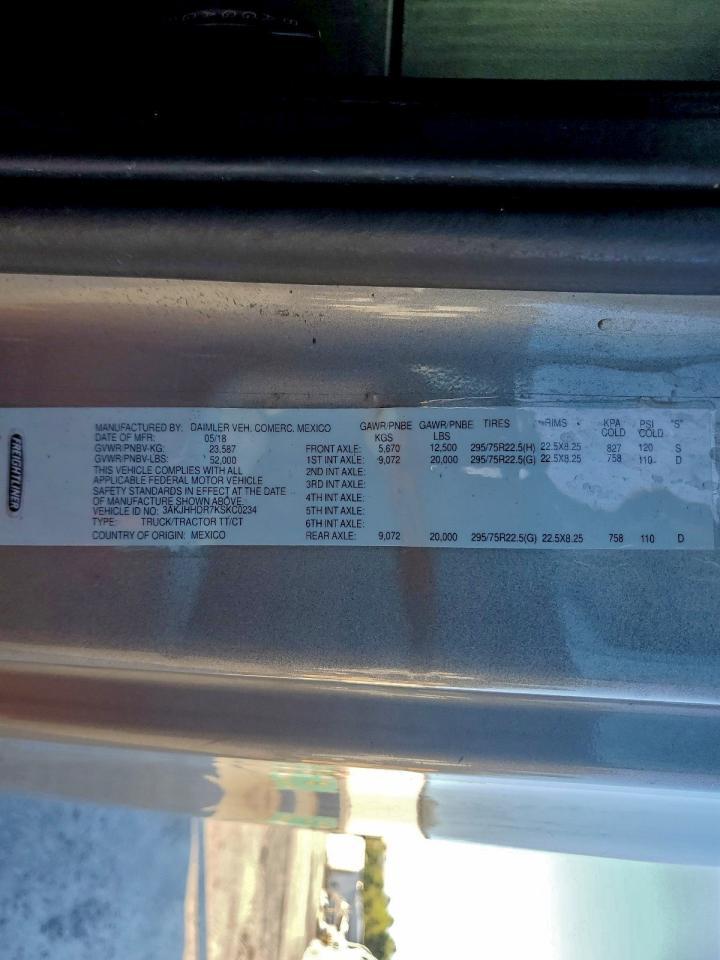 FREIGHTLINER
MANUFACTURED BY: DAIMLER VEH. COMERC. MEXICO GAWR/PNBE GAWR/PNBE TIRES RIMS KPA PSI "S"
DATE OF MFR: 05/18 KGS LBS COLD COLD
GVWR/PNBV-KG: 23,587 FRONT AXLE: 5,670 12,500 295/75R22.5(H) 22.5X8.25 827 120 S
GVWR/PNBV-LBS: 52,000 1ST INT AXLE: 9,072 20,000 295/75R22.5(G) 22.5X8.25 758 110 D
THIS VEHICLE COMPLIES WITH ALL 2ND INT AXLE:
APPLICABLE FEDERAL MOTOR VEHICLE 3RD INT AXLE:
SAFETY STANDARDS IN EFFECT AT THE DATE
OF MANUFACTURE SHOWN ABOVE. 4TH INT AXLE:
VEHICLE ID NO: 3AKJHHDR7KSKC0234 5TH INT AXLE:
TYPE: TRUCK/TRACTOR TT/CT 6TH INT AXLE:
COUNTRY OF ORIGIN: MEXICO REAR AXLE: 9,072 20,000 295/75R22.5(G) 22.5X8.25 758 110 D